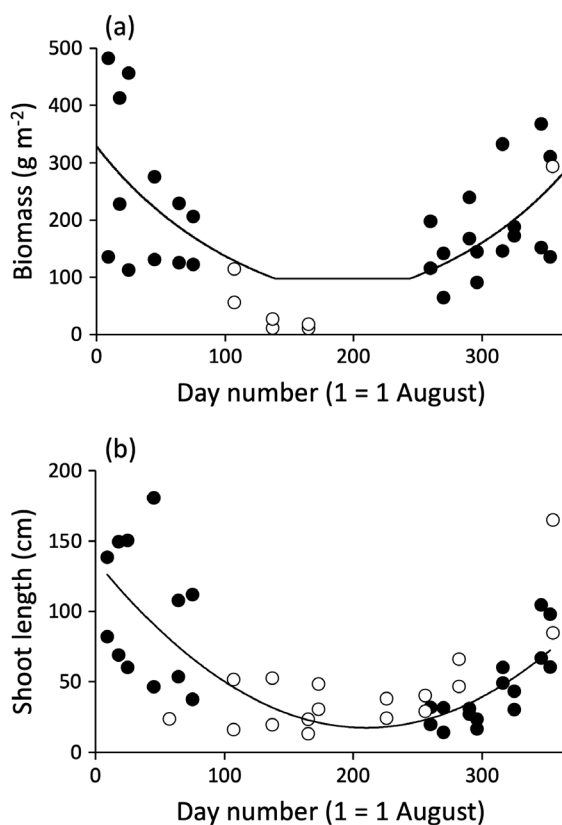 (a)
500
400
300
200
100
0
Biomass (g m⁻²)
0 100 200 300
Day number (1 = 1 August)
(b)
200
150
100
50
0
Shoot length (cm)
0 100 200 300
Day number (1 = 1 August)